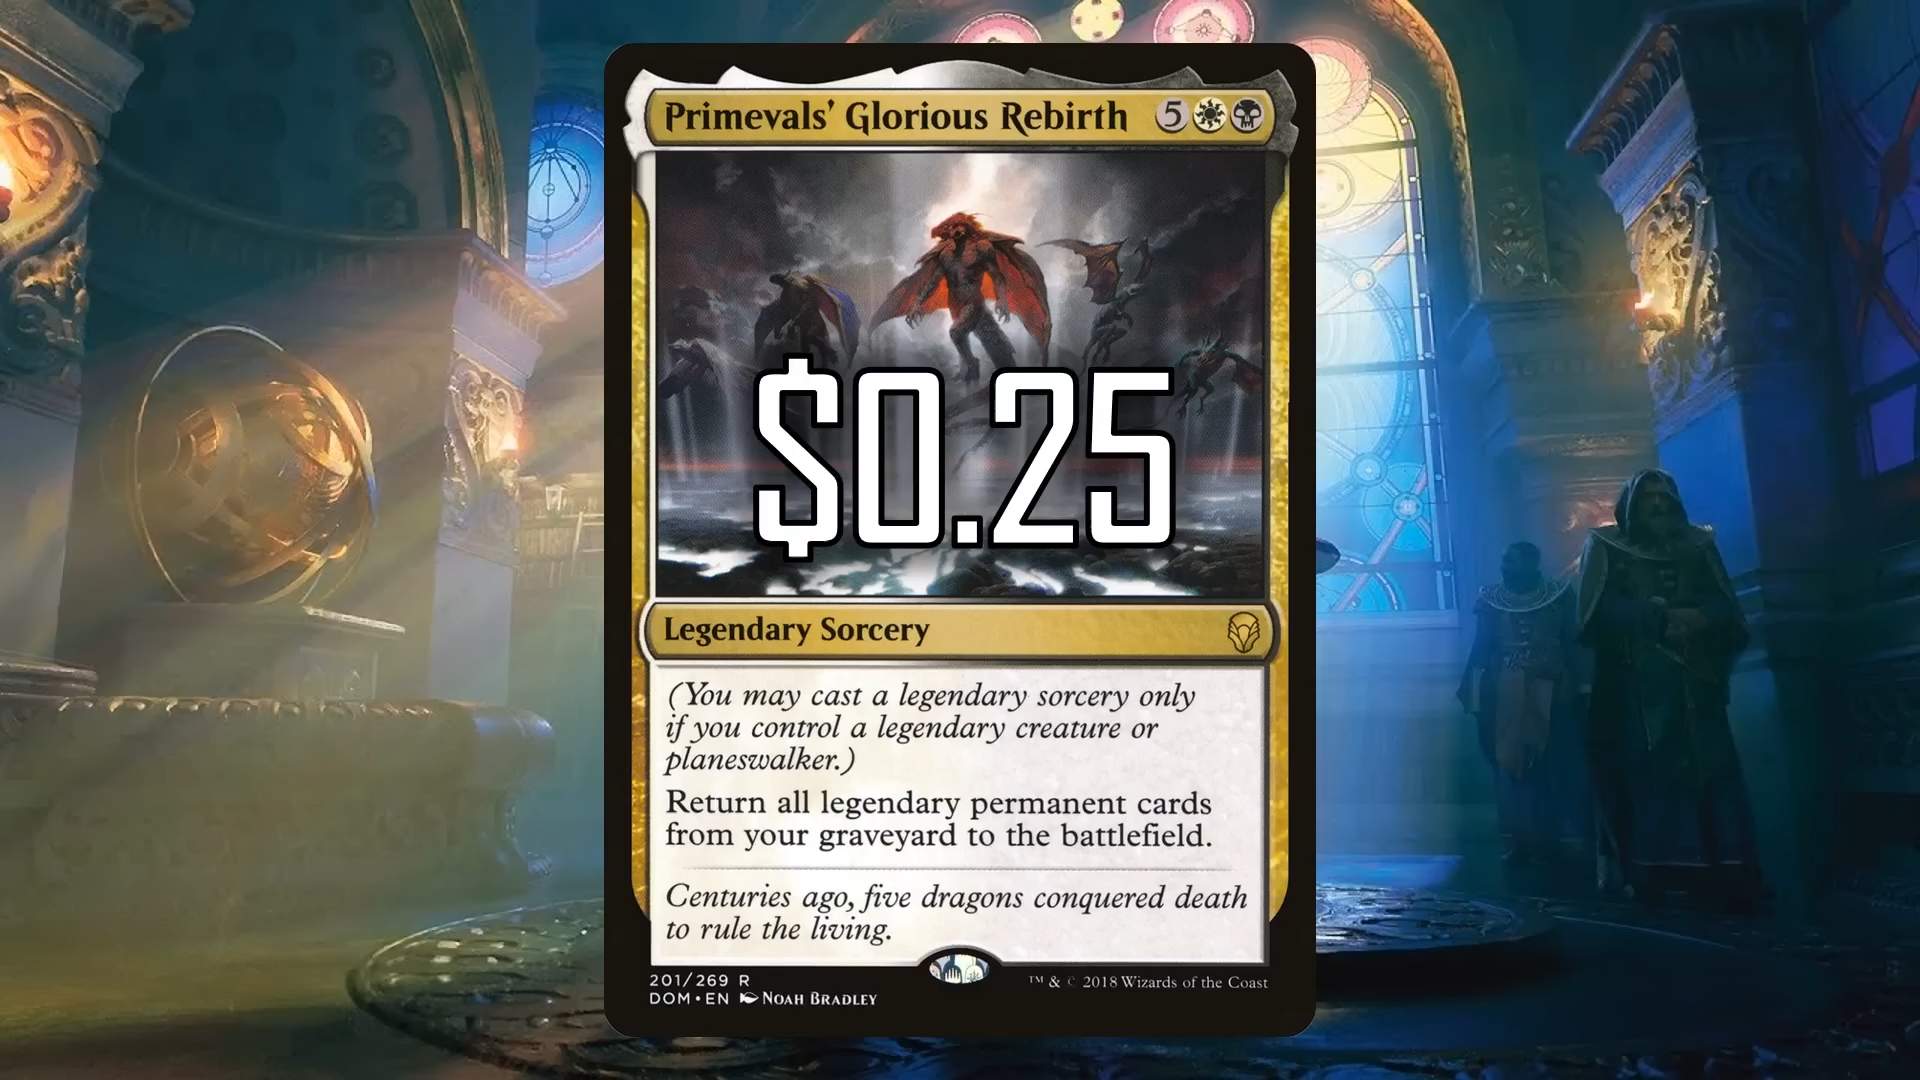 Primevals' Glorious Rebirth 5
$0.25
Legendary Sorcery
(You may cast a legendary sorcery only
if you control a legendary creature or
planeswalker.)
Return all legendary permanent cards
from your graveyard to the battlefield.
Centuries ago, five dragons conquered death
to rule the living.
201/269 R
DOM • EN Noah Bradley
™ & © 2018 Wizards of the Coast